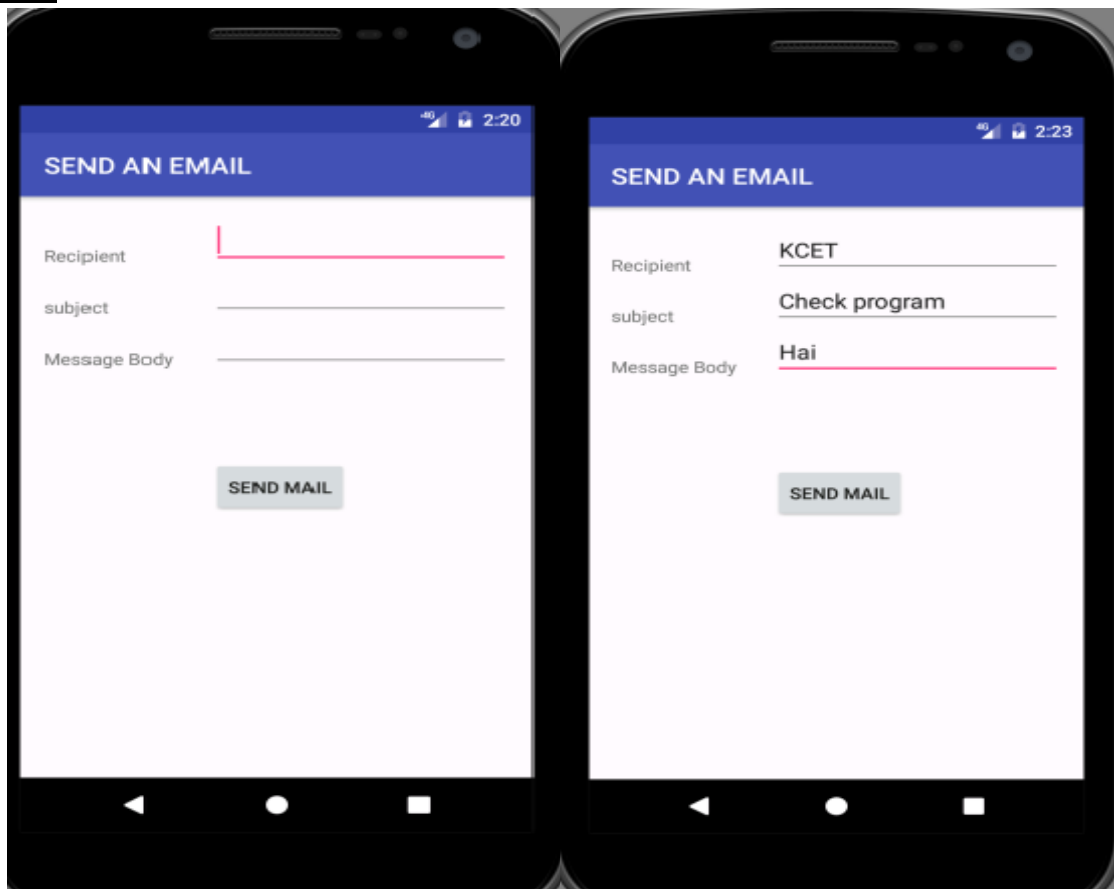 2:20
SEND AN EMAIL
Recipient
subject
Message Body
SEND MAIL
2:23
SEND AN EMAIL
Recipient KCET
subject Check program
Message Body Hai
SEND MAIL